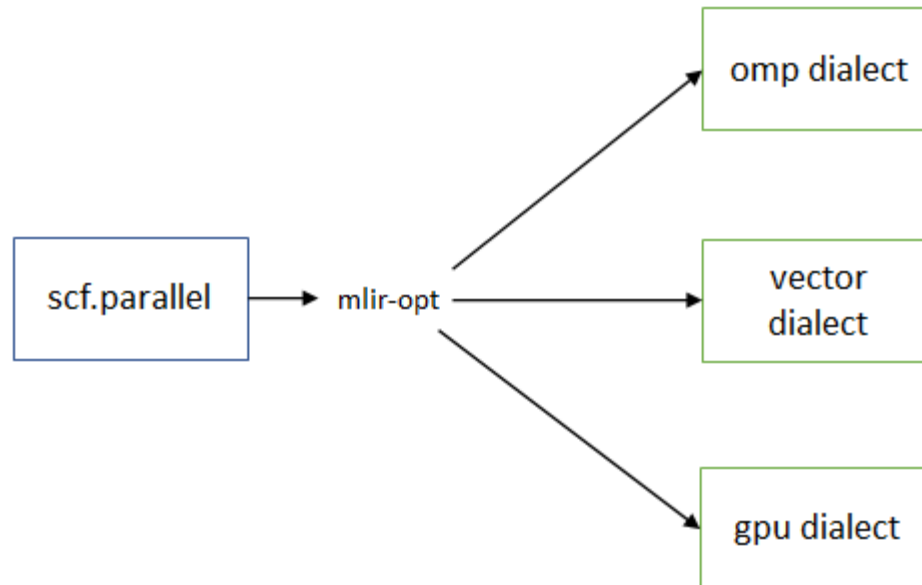 omp dialect
scf.parallel
mlir-opt
vector
dialect
gpu dialect